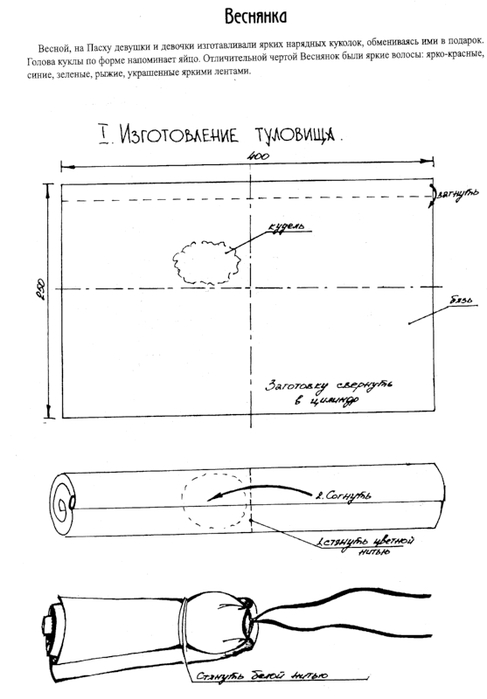 Веснянка
Весной, на Пасху девушки и девочки изготавливали ярких нарядных куколок, обмениваясь ими в подарок.
Голова куклы по форме напоминает яйцо. Отличительной чертой Веснянок были яркие волосы: ярко-красные,
синие, зеленые, рыжие, украшенные яркими лентами.
I. Изготовление туловища.
400
загнуть
кудель
250
бязь
Заготовку свернуть
в цилиндр
2. Согнуть
1. стянуть цветной
нитью
Стянуть белой нитью